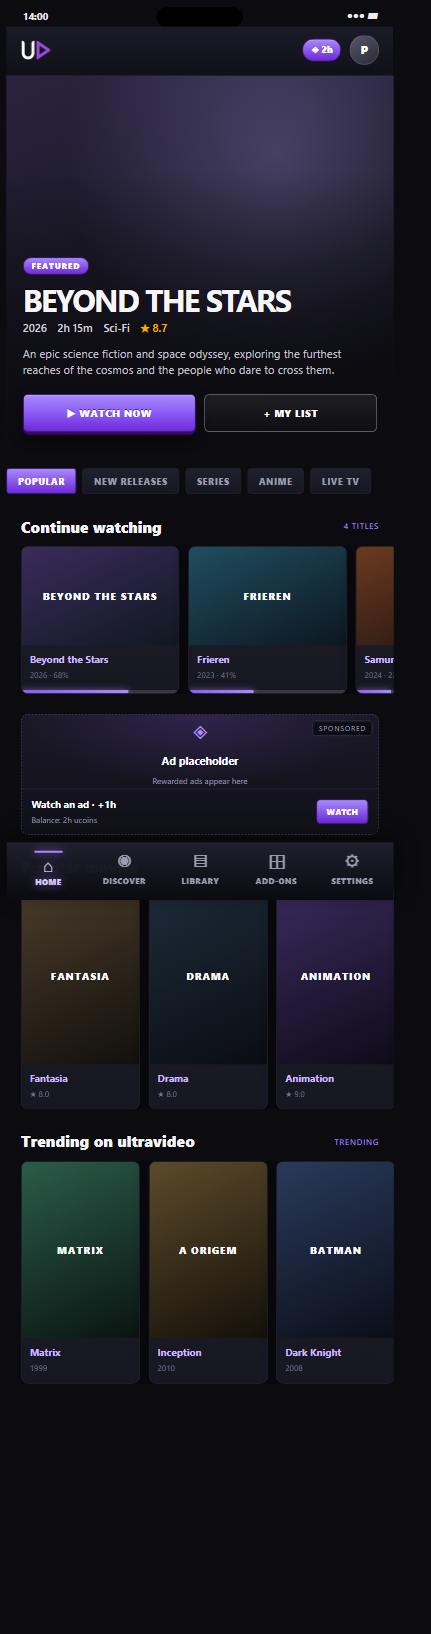 14:00
U
2h
P
FEATURED
BEYOND THE STARS
2026 2h 15m Sci-Fi ★ 8.7
An epic science fiction and space odyssey, exploring the furthest
reaches of the cosmos and the people who dare to cross them.
▶ WATCH NOW
+ MY LIST
POPULAR
NEW RELEASES
SERIES
ANIME
LIVE TV
Continue watching
4 TITLES
BEYOND THE STARS
FRIEREN
Beyond the Stars
2026 · 68%
Frieren
2023 · 41%
Samur
2024 · 2
SPONSORED
Ad placeholder
Rewarded ads appear here
Watch an ad · +1h
Balance: 2h ucoins
WATCH
HOME
DISCOVER
LIBRARY
ADD-ONS
SETTINGS
FANTASIA
DRAMA
ANIMATION
Fantasia
★ 8.0
Drama
★ 8.0
Animation
★ 9.0
Trending on ultravideo
TRENDING
MATRIX
A ORIGEM
BATMAN
Matrix
1999
Inception
2010
Dark Knight
2008